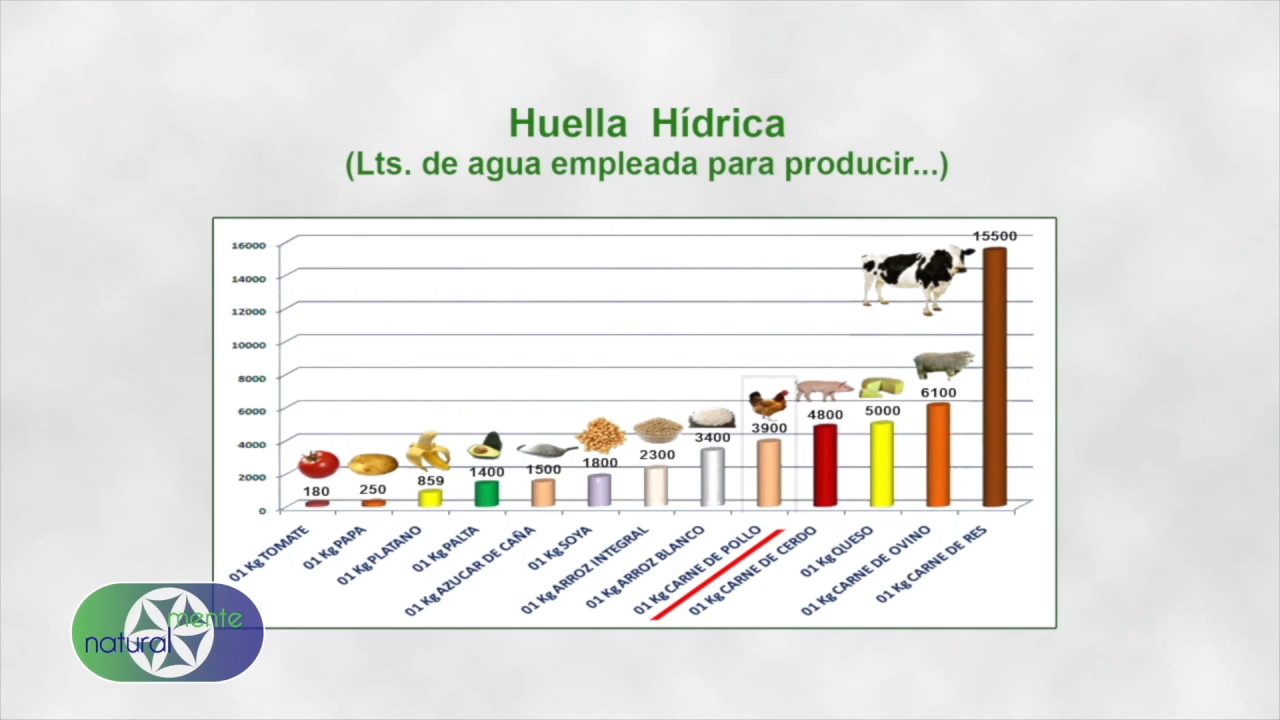 Huella Hídrica
(Lts. de agua empleada para producir...)
16000
14000
12000
10000
8000
6000
4000
2000
0
180
250
859
1400
1500
1800
2300
3400
3900
4800
5000
6100
15500
01 Kg TOMATE
01 Kg PAPA
01 Kg PLATANO
01 Kg PALTA
01 Kg AZUCAR DE CAÑA
01 Kg SOYA
01 Kg ARROZ INTEGRAL
01 Kg ARROZ BLANCO
01 Kg CARNE DE POLLO
01 Kg CARNE DE CERDO
01 Kg QUESO
01 Kg CARNE DE OVINO
01 Kg CARNE DE RES
natural
mente